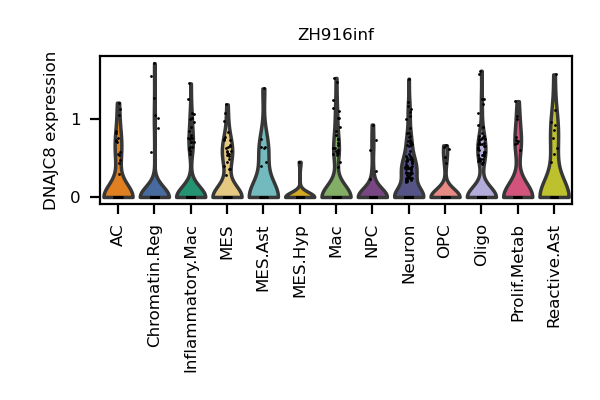 ZH916inf
DNAJC8 expression
1
0
AC
Chromatin.Reg
Inflammatory.Mac
MES
MES.Ast
MES.Hyp
Mac
NPC
Neuron
OPC
Oligo
Prolif.Metab
Reactive.Ast